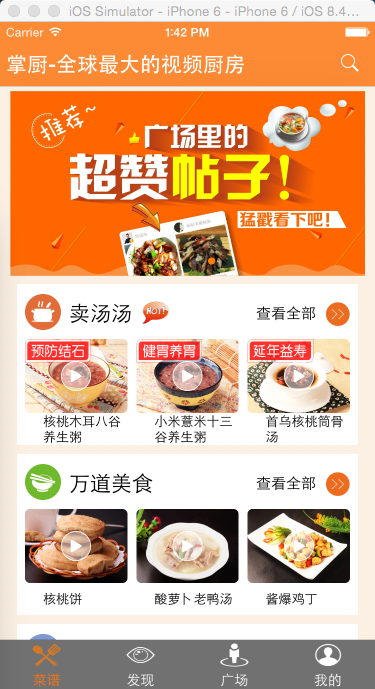 iOS Simulator - iPhone 6 - iPhone 6 / iOS 8.4...
Carrier
1:42 PM
掌厨-全球最大的视频厨房
推荐~
广场里的
超赞帖子!
猛戳看下吧!
卖汤汤
HOT!
查看全部
预防结石
健胃养胃
延年益寿
核桃木耳八谷
养生粥
小米薏米十三
谷养生粥
首乌核桃筒骨
汤
万道美食
查看全部
核桃饼
酸萝卜老鸭汤
酱爆鸡丁
菜谱
发现
广场
我的